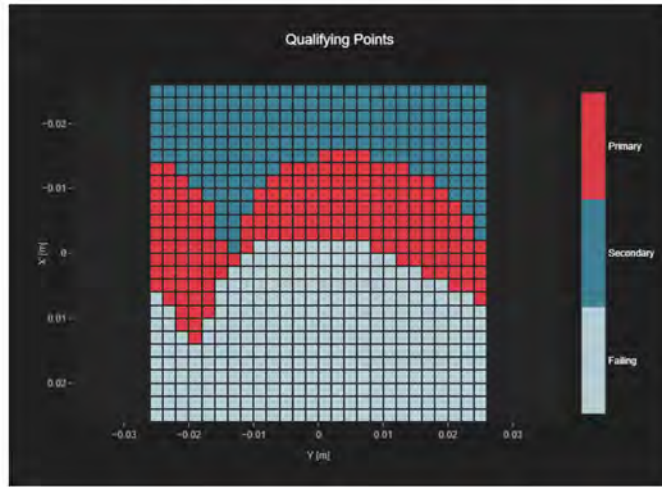 Qualifying Points
−0.02
−0.01
0
0.01
0.02
X [m]
−0.03
−0.02
−0.01
0
0.01
0.02
0.03
Y [m]
Primary
Secondary
Failing